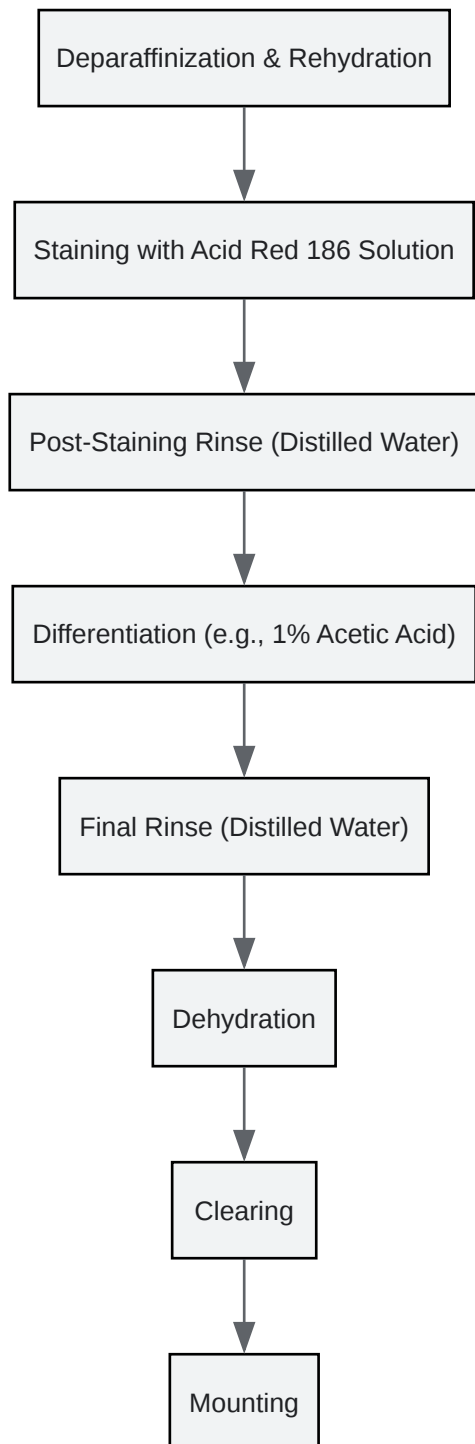 Deparaffinization & Rehydration
Staining with Acid Red 186 Solution
Post-Staining Rinse (Distilled Water)
Differentiation (e.g., 1% Acetic Acid)
Final Rinse (Distilled Water)
Dehydration
Clearing
Mounting